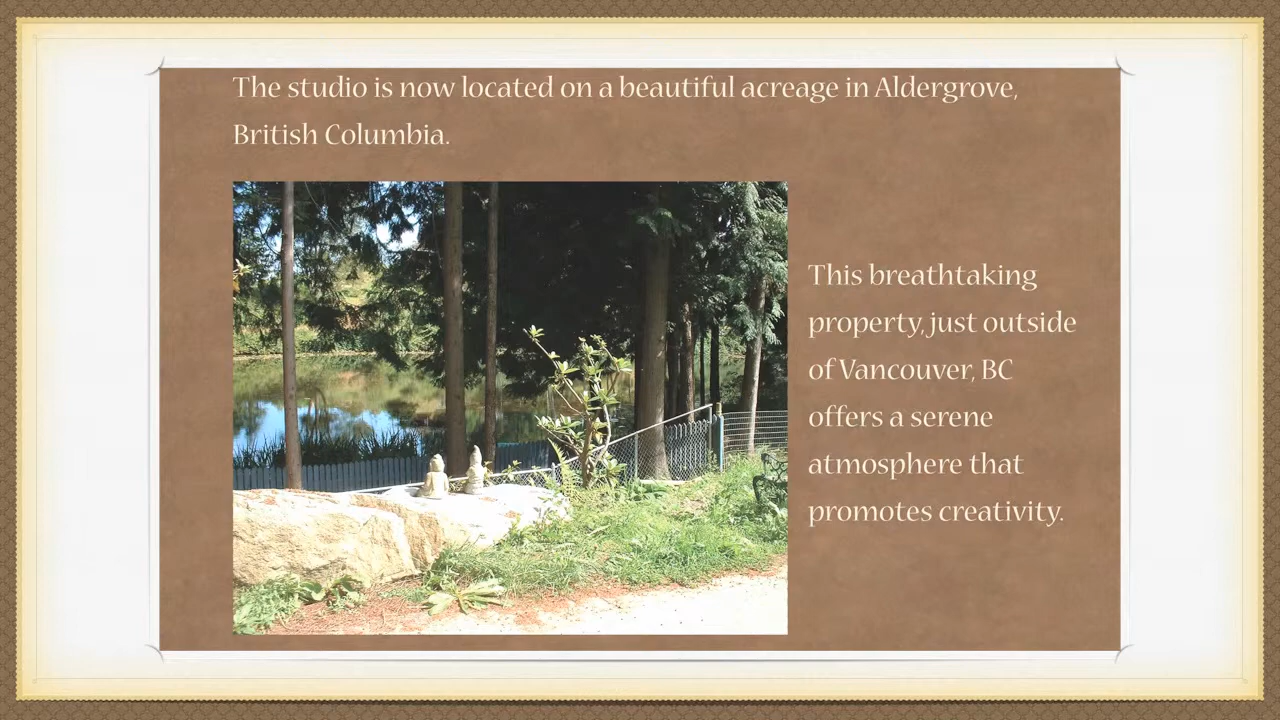 The studio is now located on a beautiful acreage in Aldergrove,
British Columbia.
This breathtaking
property, just outside
of Vancouver, BC
offers a serene
atmosphere that
promotes creativity.